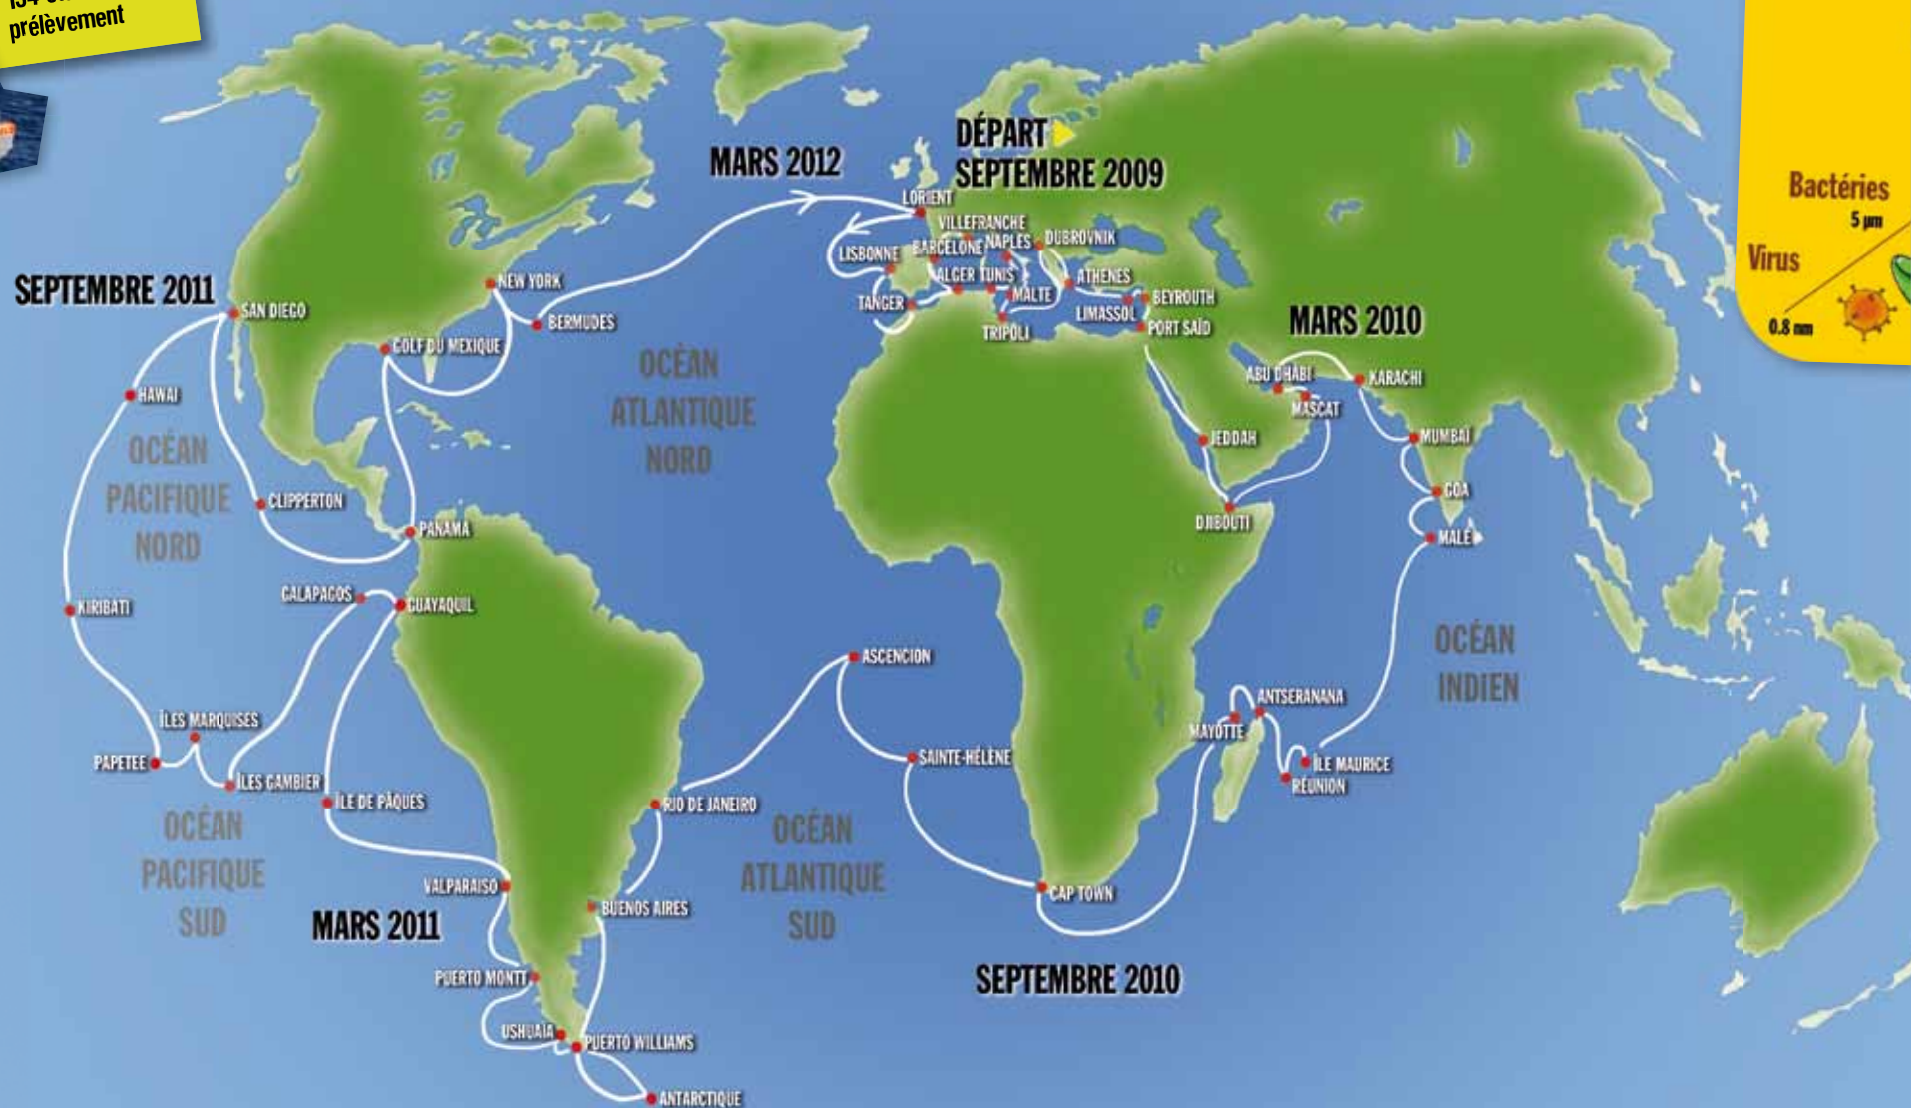 prélèvement
DÉPART
SEPTEMBRE 2009
MARS 2012
LORIENT
VILLEFRANCHE
LISBONNE
BARCELONE
NAPLES
DUBROVNIK
ALGER
TUNIS
ATHENES
TANGER
MALTE
LIMASSOL
BEYROUTH
TRIPOLI
PORT SAÏD
Bactéries
5 µm
Virus
0.8 nm
SEPTEMBRE 2011
SAN DIEGO
NEW YORK
BERMUDES
GOLF DU MEXIQUE
MARS 2010
OCÉAN
ATLANTIQUE
NORD
ABU DHABI
KARACHI
MASCAT
HAWAI
JEDDAH
MUMBAÏ
OCÉAN
PACIFIQUE
NORD
CLIPPERTON
PANAMA
GOA
DJIBOUTI
MALE
KIRIBATI
GALAPAGOS
GUAYAQUIL
OCÉAN
INDIEN
ASCENCIÓN
ÎLES MARQUISES
PAPETEE
ÎLES GAMBIER
ÎLE DE PÂQUES
ANTSERANANA
MAYOTTE
SAINTE-HÉLÈNE
ÎLE MAURICE
RÉUNION
RIO DE JANEIRO
OCÉAN
PACIFIQUE
SUD
OCÉAN
ATLANTIQUE
SUD
VALPARAISO
MARS 2011
BUENOS AIRES
CAP TOWN
PUERTO MONTT
SEPTEMBRE 2010
USHUAÏA
PUERTO WILLIAMS
ANTARCTIQUE